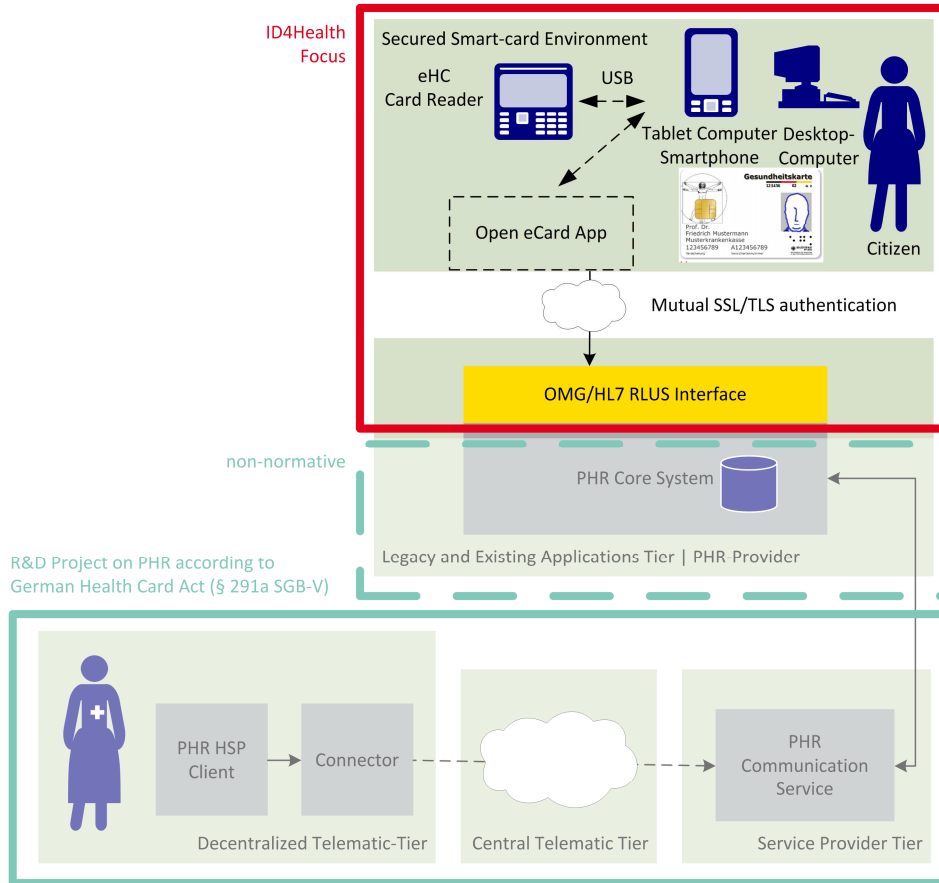 ID4Health
Focus
Secured Smart-card Environment
eHC
Card Reader
USB
Tablet Computer
Smartphone
Desktop-
Computer
Gesundheitskarte
Prof. Dr.
Friedrich Mustermann
Musterkrankenkasse
123456789 A123456789
Citizen
Open eCard App
Mutual SSL/TLS authentication
OMG/HL7 RLUS Interface
non-normative
PHR Core System
Legacy and Existing Applications Tier | PHR-Provider
R&D Project on PHR according to
German Health Card Act (§ 291a SGB-V)
PHR HSP
Client
Connector
PHR
Communication
Service
Decentralized Telematic-Tier
Central Telematic Tier
Service Provider Tier